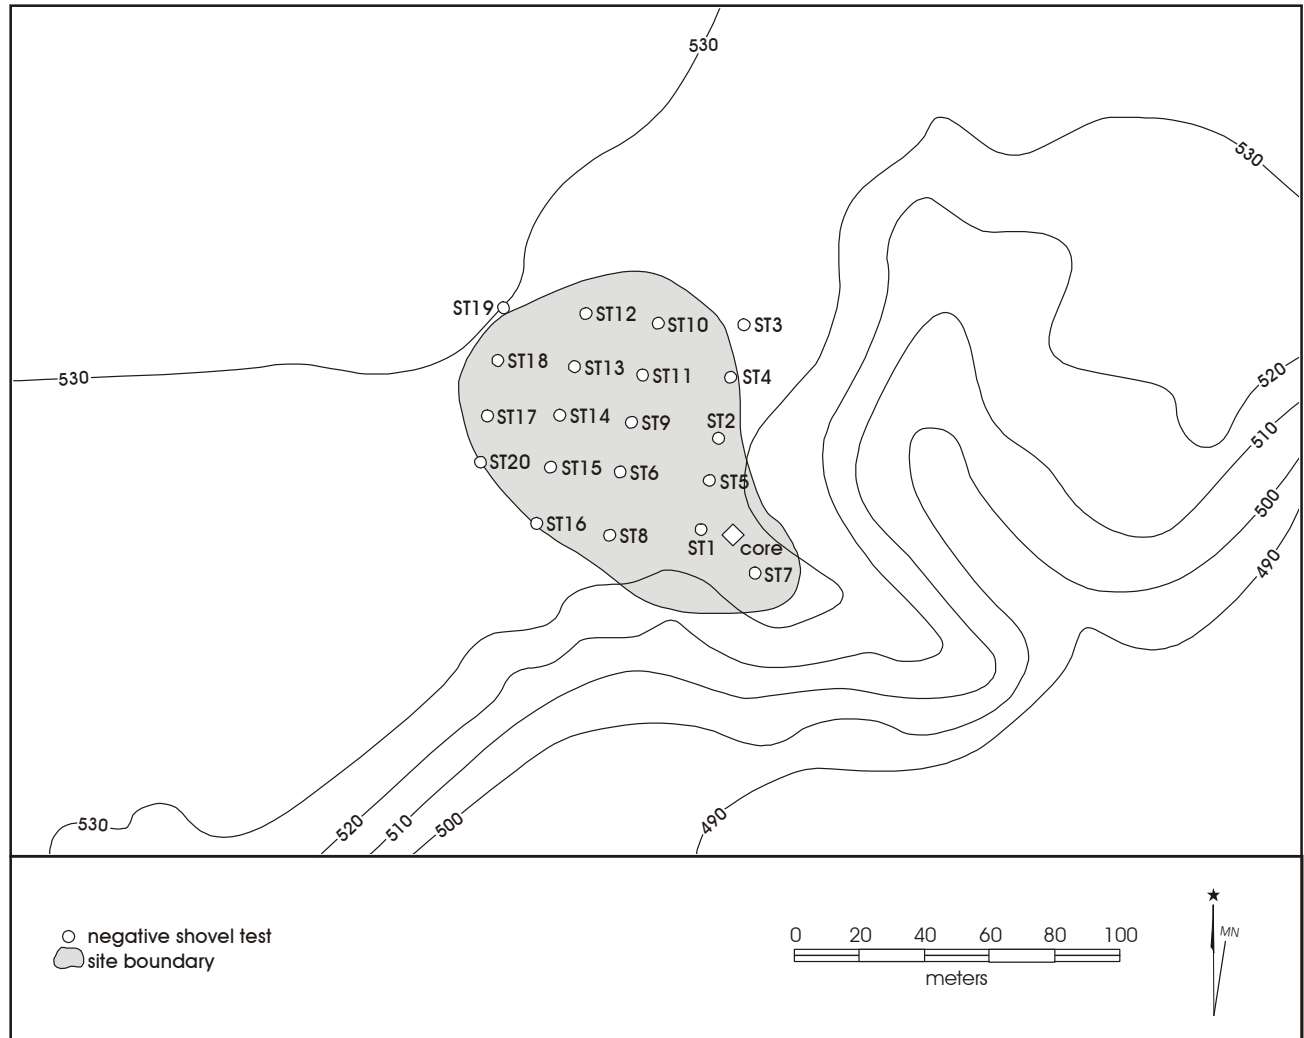 530
530
ST19
ST12
ST10
ST3
530
ST18
ST13
ST11
ST4
520
ST17
ST14
ST9
ST2
510
ST20
ST15
ST6
ST5
500
ST16
ST8
ST1
core
490
ST7
530
520
510
500
490
negative shovel test
site boundary
0 20 40 60 80 100
meters
MN